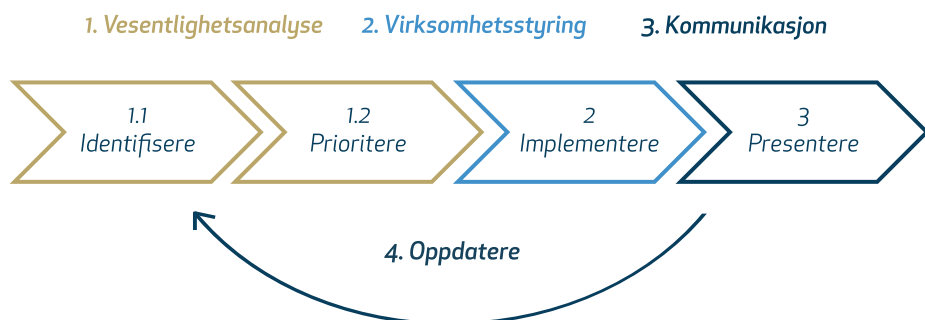 1. Vesentlighetsanalyse
2. Virksomhetsstyring
3. Kommunikasjon
1.1
Identifisere
1.2
Prioritere
2
Implementere
3
Presentere
4. Oppdatere